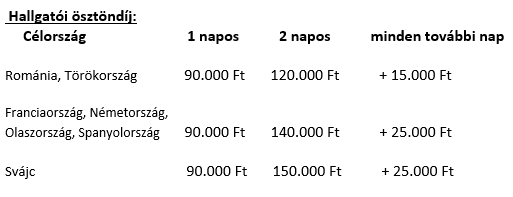 Hallgatói ösztöndíj:
Célország 1 napos 2 napos minden további nap
Románia, Törökország 90.000 Ft 120.000 Ft + 15.000 Ft
Franciaország, Németország,
Olaszország, Spanyolország 90.000 Ft 140.000 Ft + 25.000 Ft
Svájc 90.000 Ft 150.000 Ft + 25.000 Ft